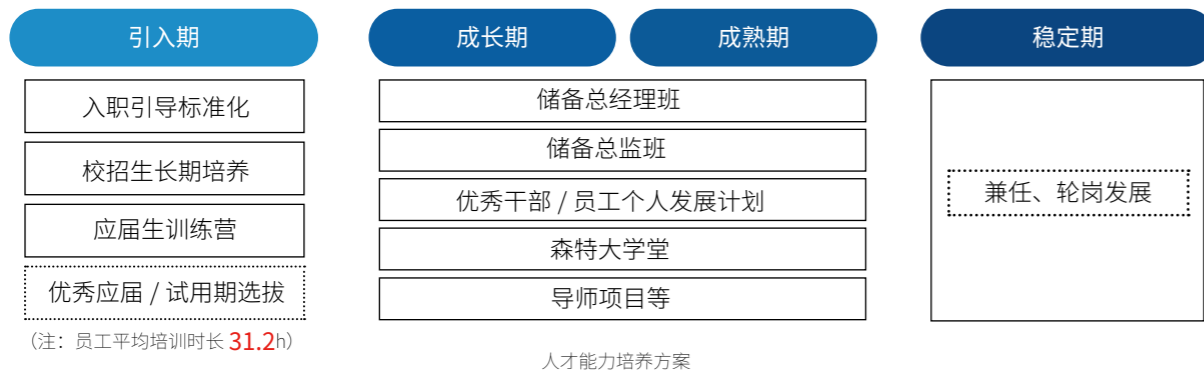 引入期
入职引导标准化
校招生长期培养
应届生训练营
优秀应届 / 试用期选拔
（注：员工平均培训时长 31.2h）
成长期
成熟期
储备总经理班
储备总监班
优秀干部 / 员工个人发展计划
森特大学堂
导师项目等
稳定期
兼任、轮岗发展
人才能力培养方案